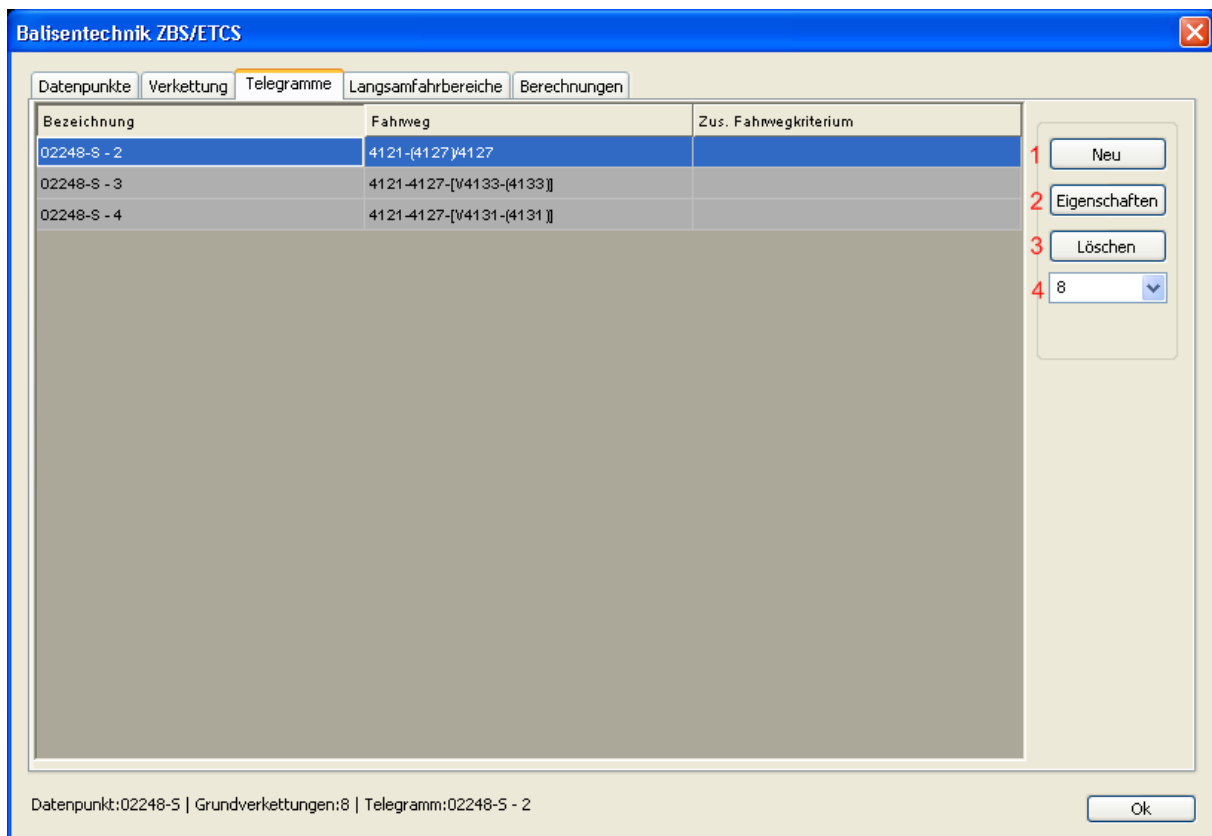 Balisentechnik ZBS/ETCS
Datenpunkte Verkettung Telegramme Langsamfahrbereiche Berechnungen
Bezeichnung Fahrweg Zus. Fahrwegkriterium
02248-S - 2 4121-(4127)/4127
02248-S - 3 4121-4127-[V4133-(4133)]
02248-S - 4 4121-4127-[V4131-(4131)]
1 Neu
2 Eigenschaften
3 Löschen
4 8
Datenpunkt:02248-S | Grundverkettungen:8 | Telegramm:02248-S - 2
Ok